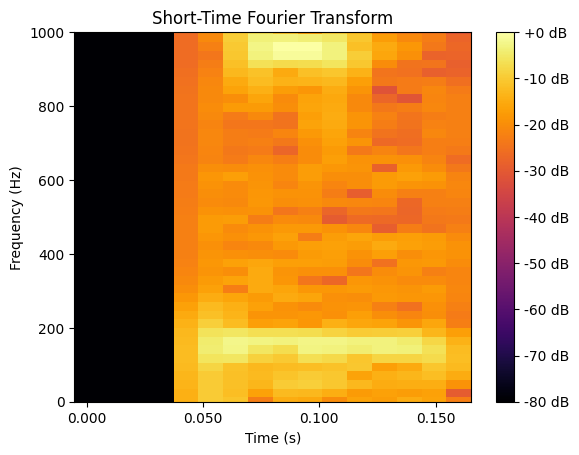 Short-Time Fourier Transform
1000
800
600
400
200
0
Frequency (Hz)
0.000
0.050
0.100
0.150
Time (s)
+0 dB
-10 dB
-20 dB
-30 dB
-40 dB
-50 dB
-60 dB
-70 dB
-80 dB